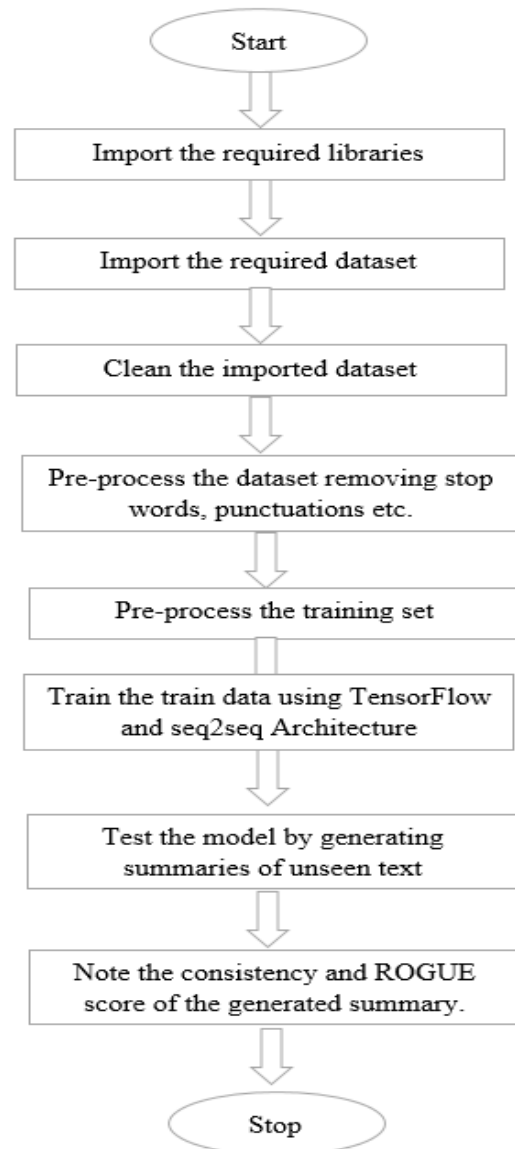 Start
Import the required libraries
Import the required dataset
Clean the imported dataset
Pre-process the dataset removing stop
words, punctuations etc.
Pre-process the training set
Train the train data using TensorFlow
and seq2seq Architecture
Test the model by generating
summaries of unseen text
Note the consistency and ROGUE
score of the generated summary.
Stop